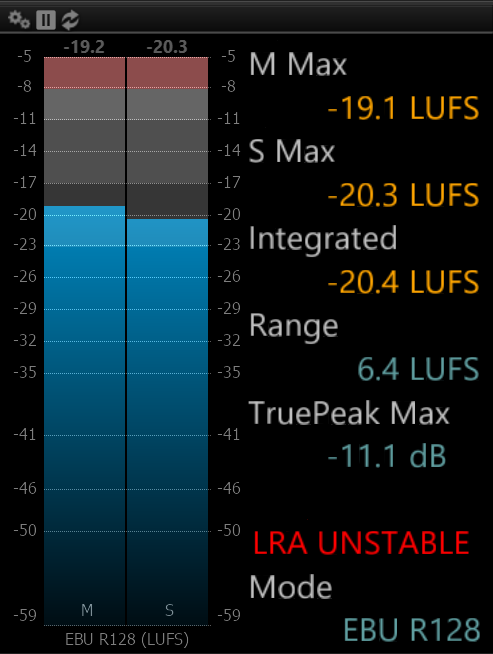 -19.2 -20.3
-5 -5
-8 -8
-11 -11
-14 -14
-17 -17
-20 -20
-23 -23
-26 -26
-29 -29
-32 -32
-35 -35
-41 -41
-46 -46
-50 -50
-59 -59
M S
EBU R128 (LUFS)
M Max
-19.1 LUFS
S Max
-20.3 LUFS
Integrated
-20.4 LUFS
Range
6.4 LUFS
TruePeak Max
-11.1 dB
LRA UNSTABLE
Mode
EBU R128